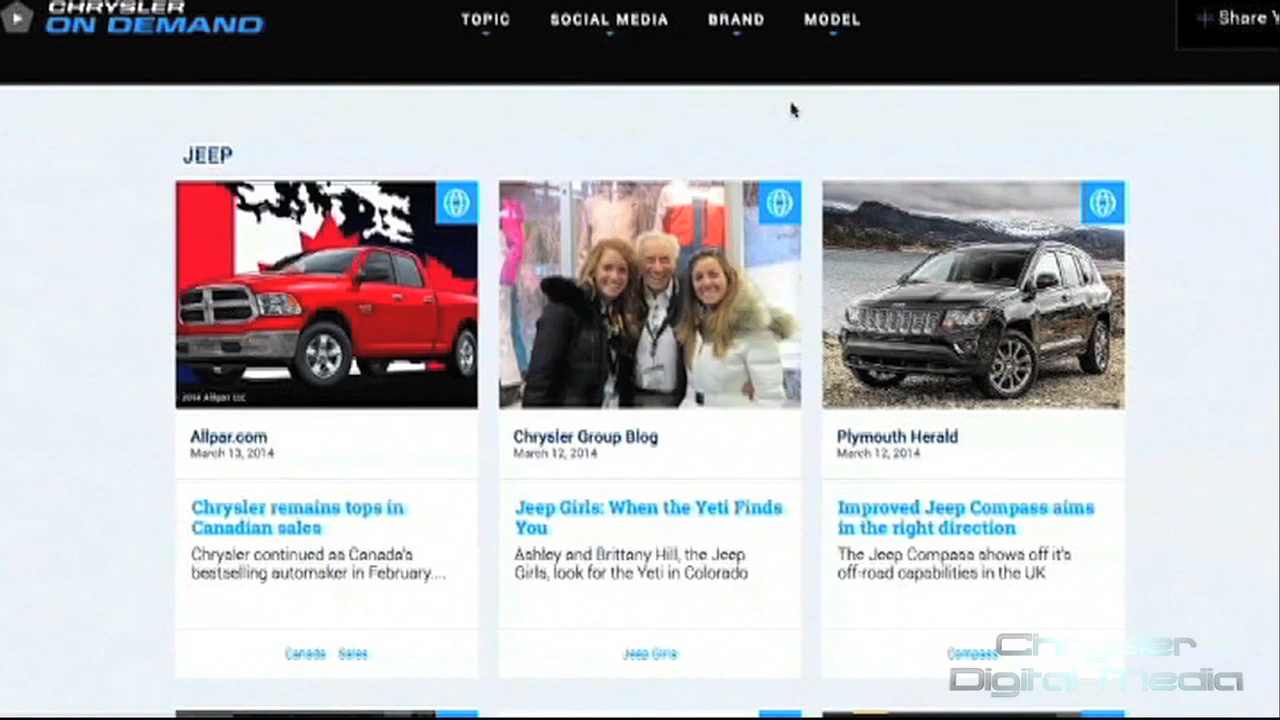 CHRYSLER
ON DEMAND
TOPIC SOCIAL MEDIA BRAND MODEL
Share
JEEP
2014 Allpar LLC
Allpar.com
March 13, 2014
Chrysler remains tops in
Canadian sales
Chrysler continued as Canada's
bestselling automaker in February....
Canada Sales
Chrysler Group Blog
March 12, 2014
Jeep Girls: When the Yeti Finds
You
Ashley and Brittany Hill, the Jeep
Girls, look for the Yeti in Colorado
Jeep Girls
Plymouth Herald
March 12, 2014
Improved Jeep Compass aims
in the right direction
The Jeep Compass shows off it's
off-road capabilities in the UK
Compass
Chrysler
Digital Media